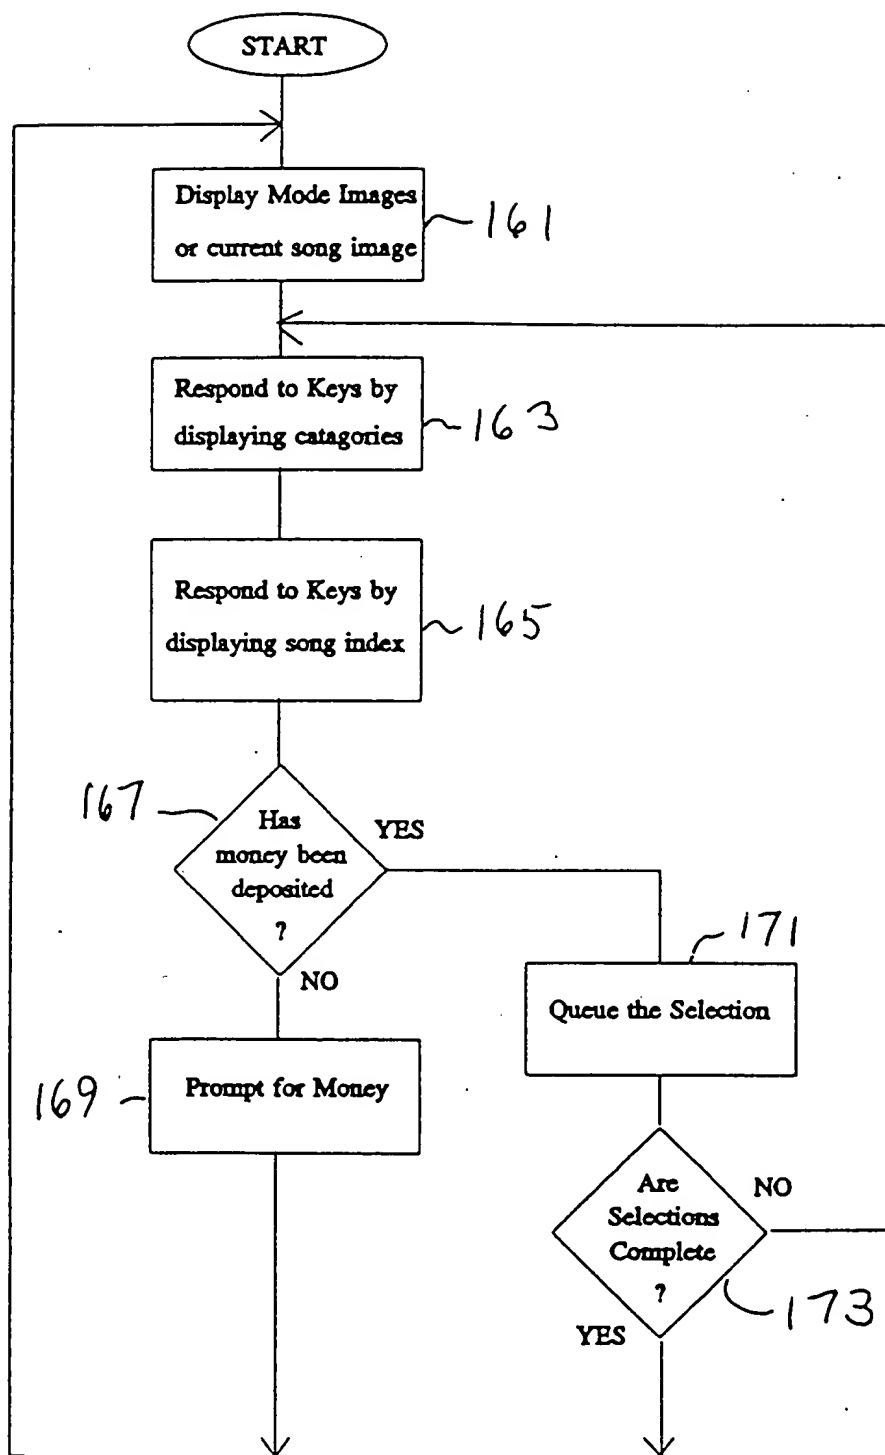 START
Display Mode Images
or current song image
161
Respond to Keys by
displaying catagories
163
Respond to Keys by
displaying song index
165
167
Has
money been
deposited
?
YES
NO
171
Queue the Selection
Prompt for Money
169
Are
Selections
Complete
?
NO
173
YES